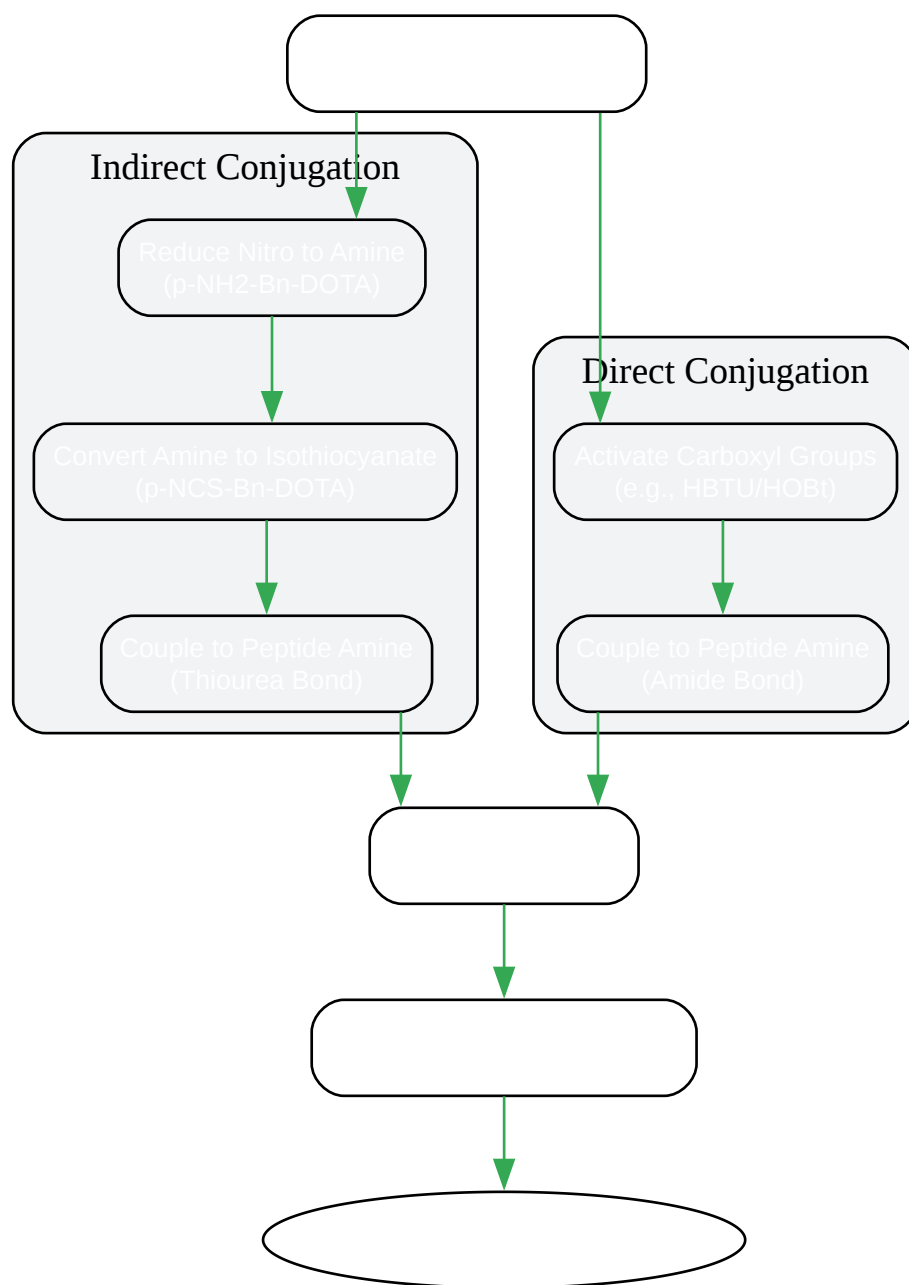 Indirect Conjugation
Reduce Nitro to Amine
(p-NH2-Bn-DOTA)
Convert Amine to Isothiocyanate
(p-NCS-Bn-DOTA)
Couple to Peptide Amine
(Thiourea Bond)
Direct Conjugation
Activate Carboxyl Groups
(e.g., HBTU/HOBt)
Couple to Peptide Amine
(Amide Bond)